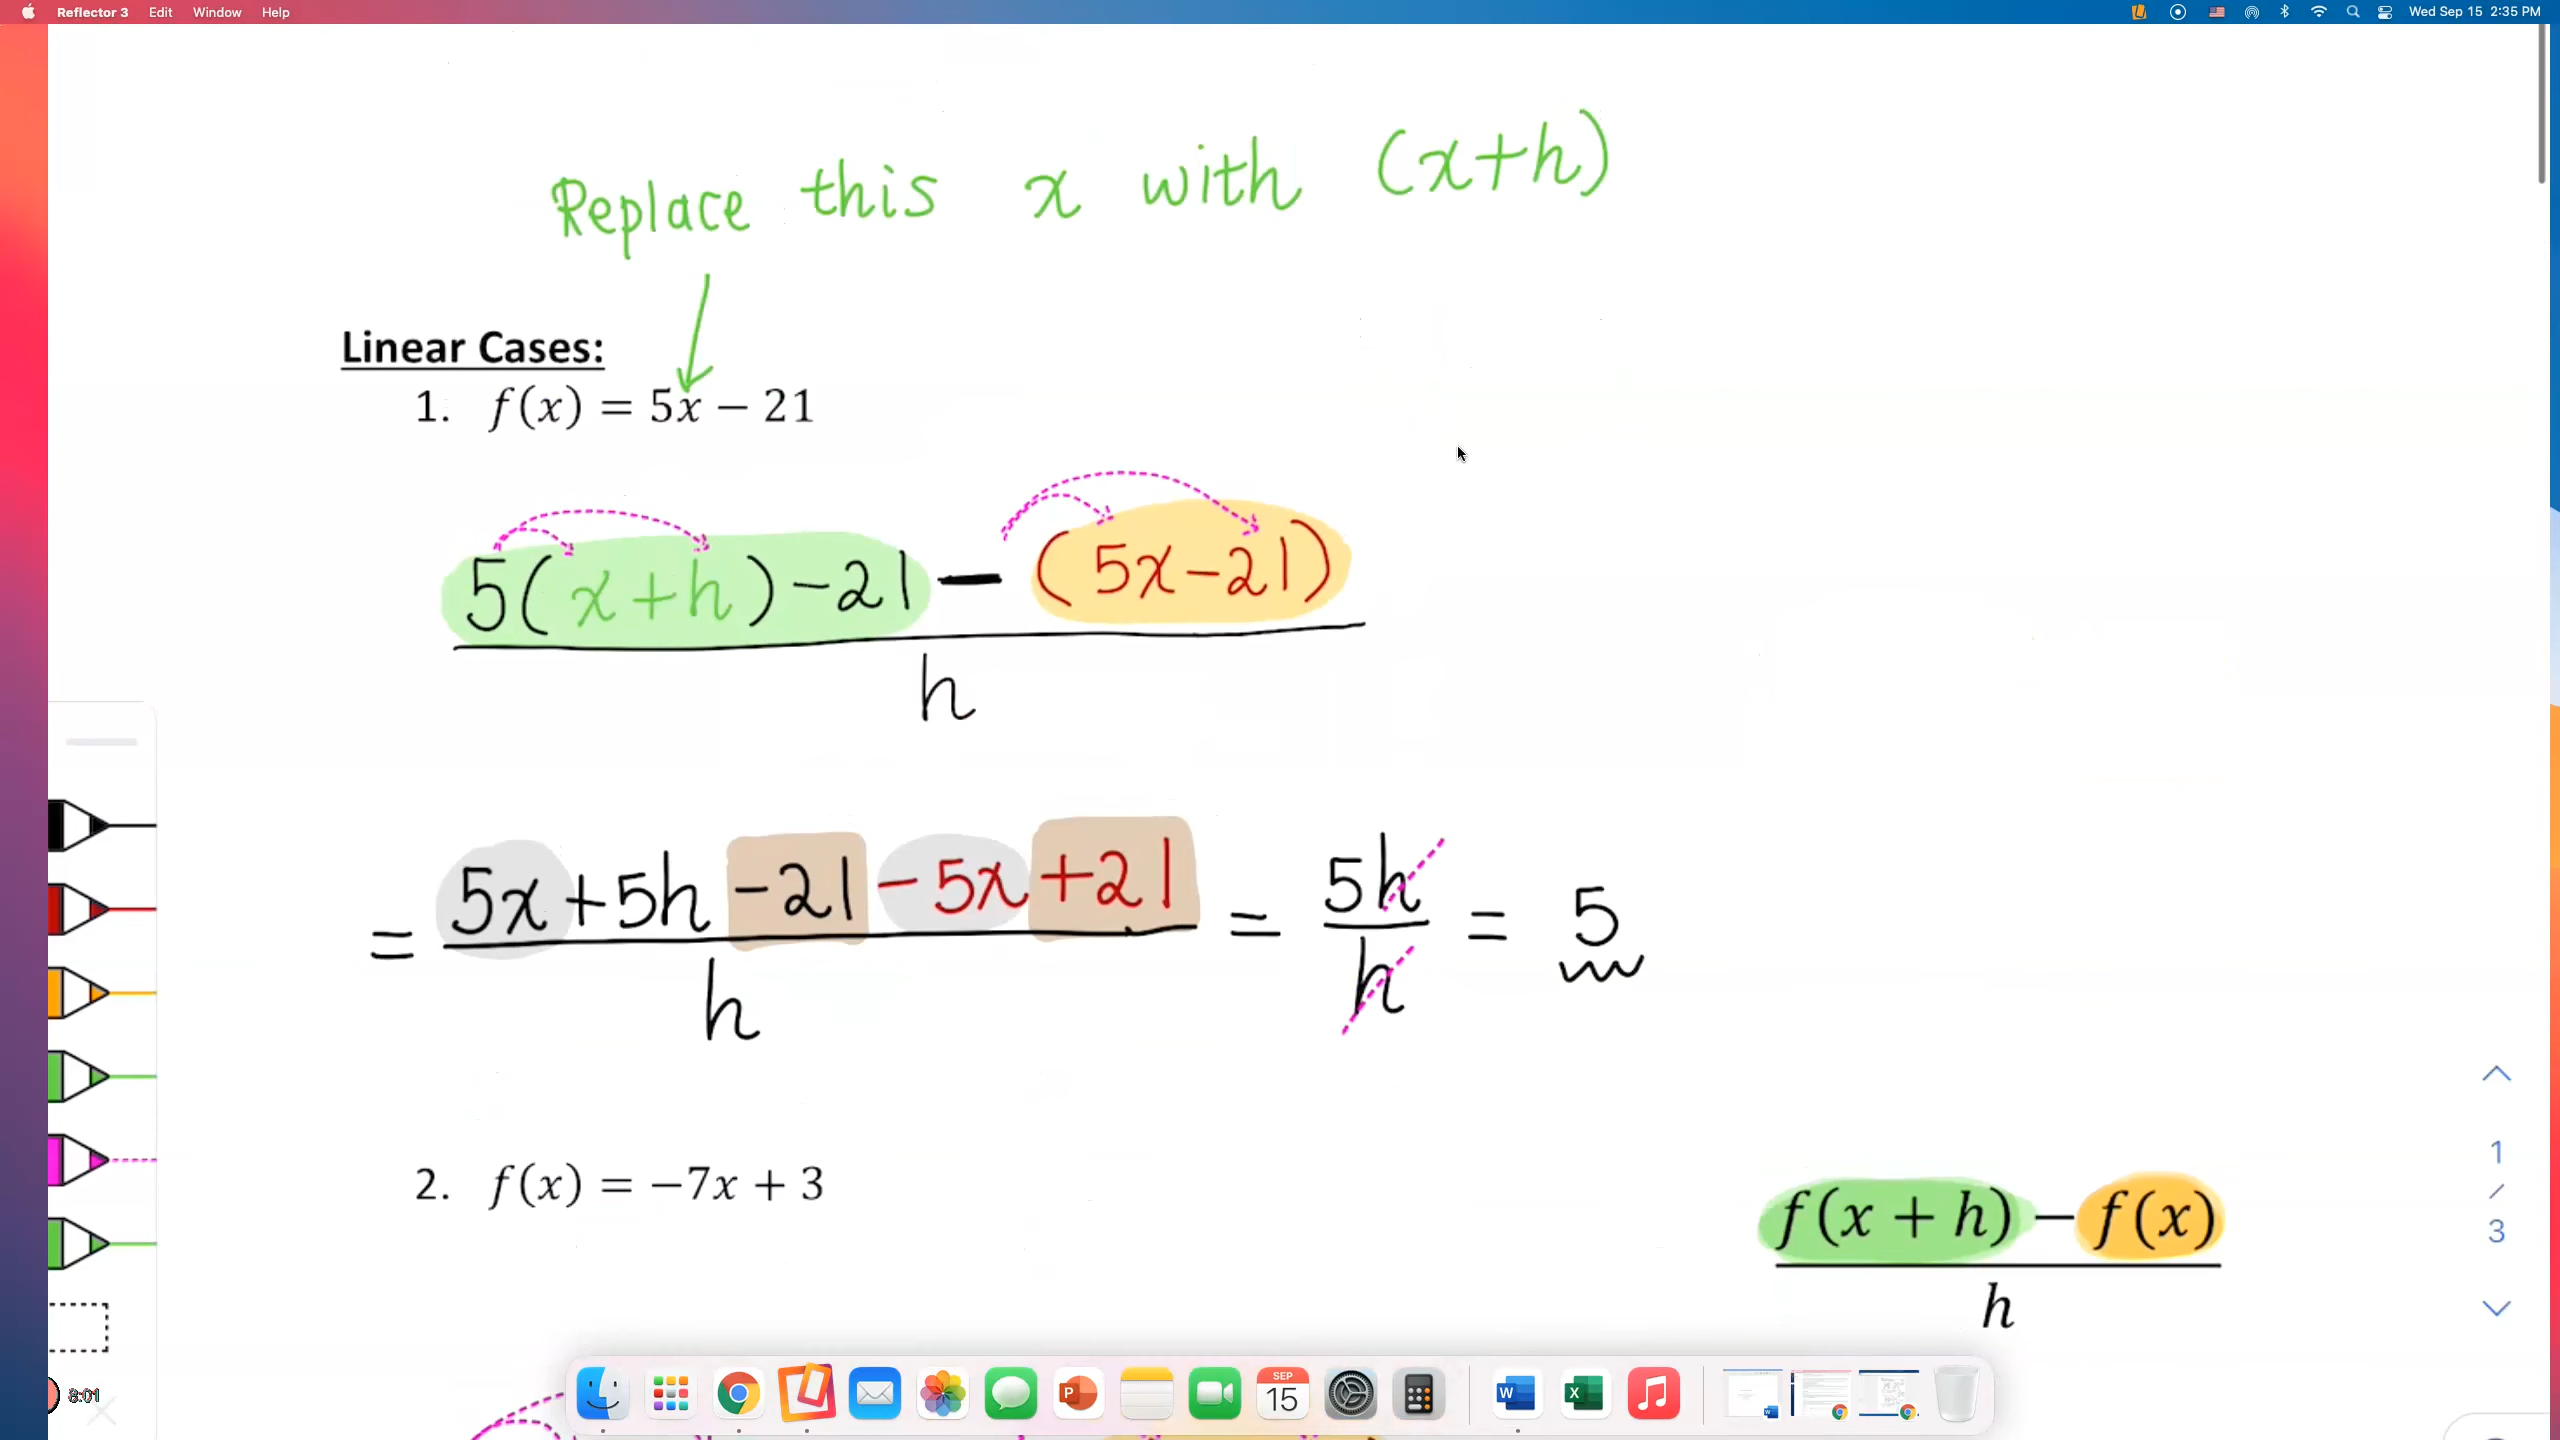 Reflector 3 Edit Window Help Wed Sep 15 2:35 PM
Replace this x with (x+h)
Linear Cases:
1. f(x) = 5x − 21
5(x+h)−21 − (5x−21)
h
= 5x+5h−21−5x+21 = 5h = 5
h h
2. f(x) = −7x + 3
f(x + h) − f(x)
h
1
/
3
8:01
P
SEP
15
W
X